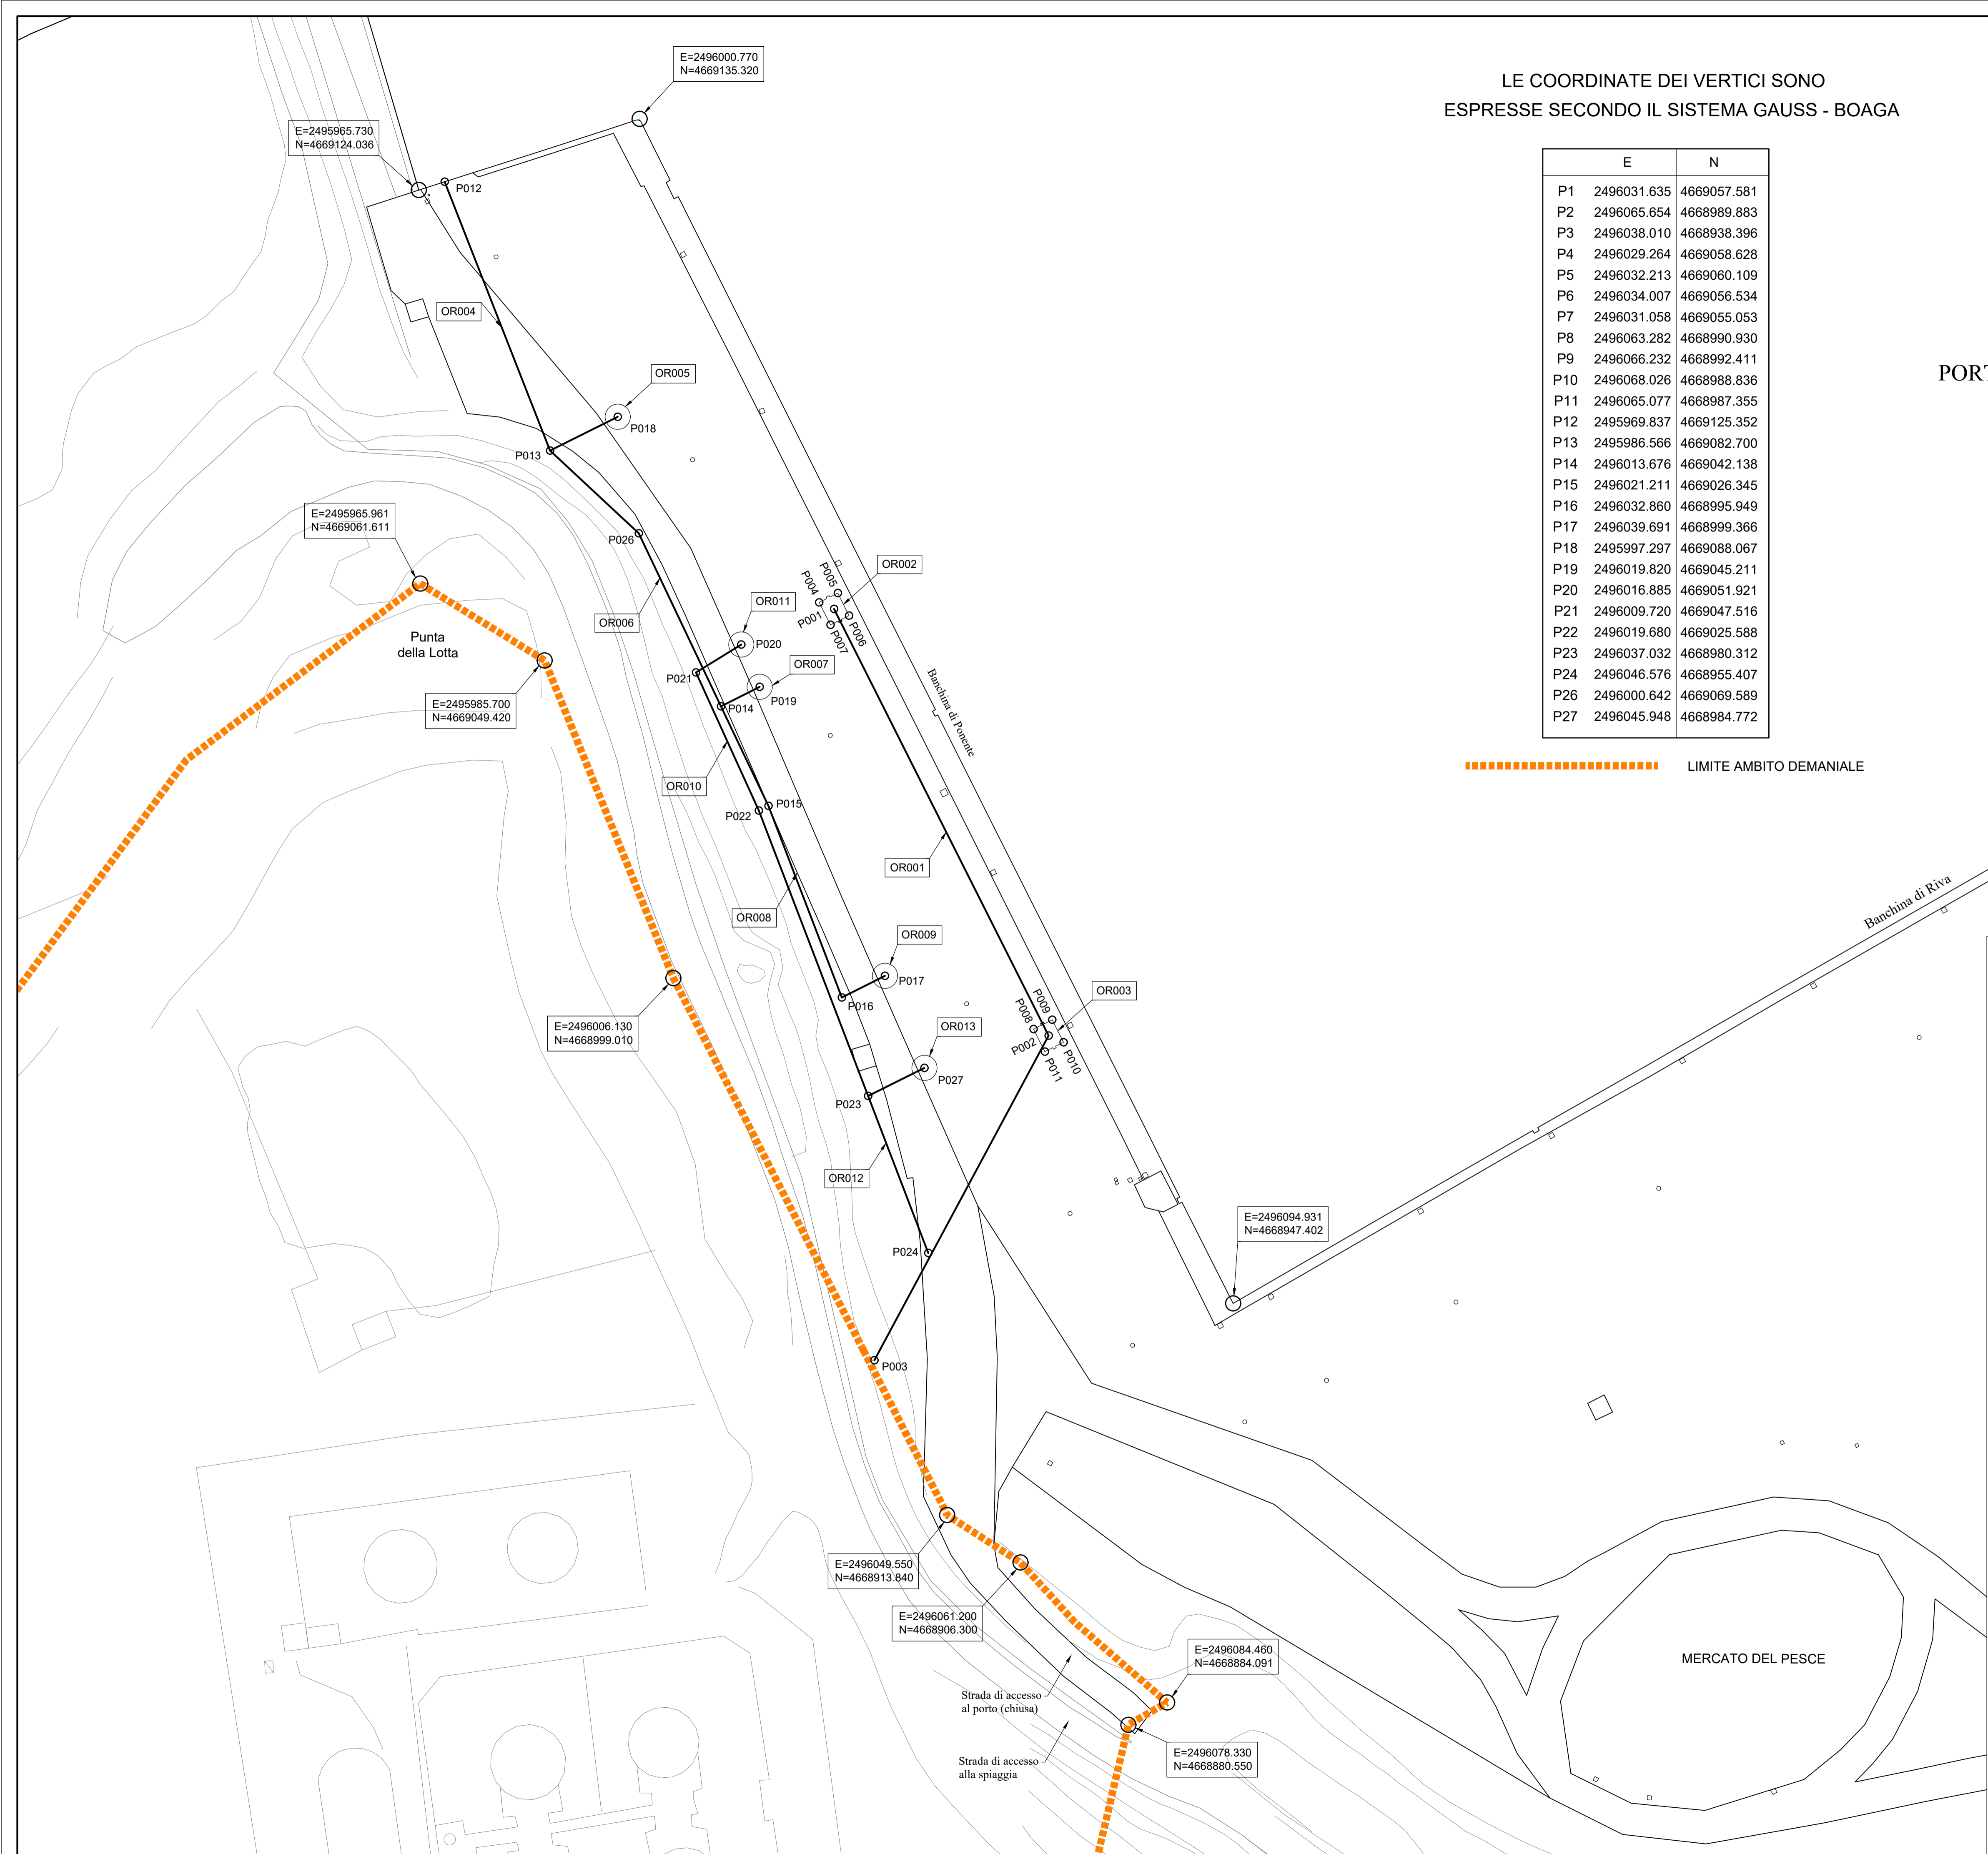 E=2496000.770
N=4669135.320
LE COORDINATE DEI VERTICI SONO
ESPRESSE SECONDO IL SISTEMA GAUSS - BOAGA
E=2495965.730
N=4669124.036
P012
E N
P1 2496031.635 4669057.581
P2 2496065.654 4668989.883
P3 2496038.010 4668938.396
P4 2496029.264 4669058.628
P5 2496032.213 4669060.109
P6 2496034.007 4669056.534
P7 2496031.058 4669055.053
P8 2496063.282 4668990.930
P9 2496066.232 4668992.411
P10 2496068.026 4668988.836
P11 2496065.077 4668987.355
P12 2495969.837 4669125.352
P13 2495986.566 4669082.700
P14 2496013.676 4669042.138
P15 2496021.211 4669026.345
P16 2496032.860 4668995.949
P17 2496039.691 4668999.366
P18 2495997.297 4669088.067
P19 2496019.820 4669045.211
P20 2496016.885 4669051.921
P21 2496009.720 4669047.516
P22 2496019.680 4669025.588
P23 2496037.032 4668980.312
P24 2496046.576 4668955.407
P26 2496000.642 4669069.589
P27 2496045.948 4668984.772
LIMITE AMBITO DEMANIALE
PORT
OR004
OR005
P018
P013
E=2495965.961
N=4669061.611
P026
OR002
P005
P004
P001
P006
P007
OR011
OR006
Punta
della Lotta
P020
OR007
P021
P019
E=2495985.700
N=4669049.420
P014
Banchina di Ponente
OR010
P015
P022
OR001
OR008
Banchina di Riva
OR009
P017
P016
OR003
P009
P008
P002
P010
P011
E=2496006.130
N=4668999.010
OR013
P027
P023
OR012
E=2496094.931
N=4668947.402
P024
P003
E=2496049.550
N=4668913.840
E=2496061.200
N=4668906.300
E=2496084.460
N=4668884.091
MERCATO DEL PESCE
Strada di accesso
al porto (chiusa)
E=2496078.330
N=4668880.550
Strada di accesso
alla spiaggia